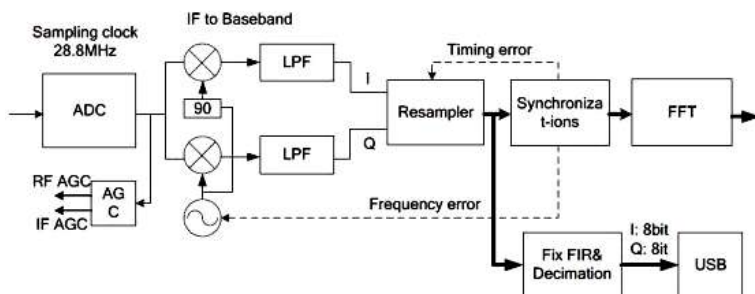 IF to Baseband
Sampling clock
28.8MHz
ADC
90
LPF
LPF
I
Q
Resampler
Timing error
Synchronizat
t-ions
FFT
RF AGC
IF AGC
AG
C
Frequency error
Fix FIR&
Decimation
I: 8bit
Q: 8it
USB